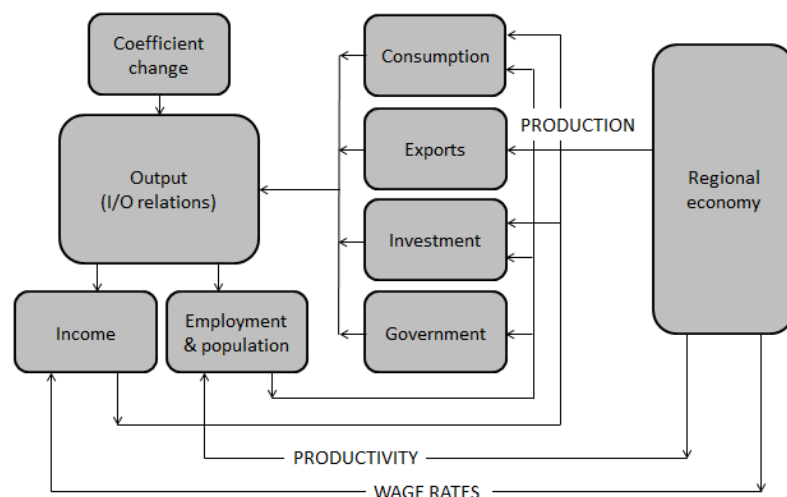 Coefficient
change
Output
(I/O relations)
Income
Employment
& population
Consumption
Exports
Investment
Government
PRODUCTION
Regional
economy
PRODUCTIVITY
WAGE RATES